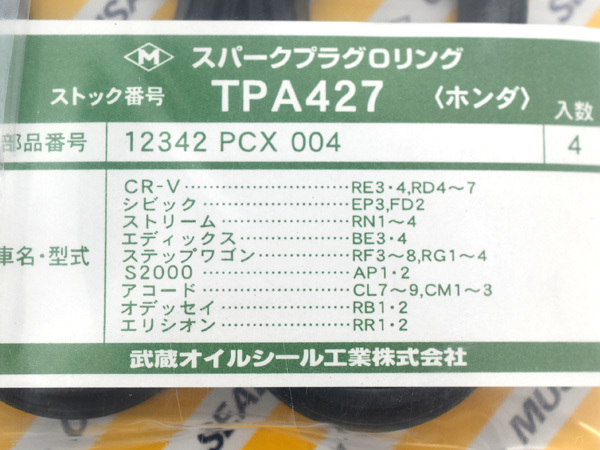 M スパークプラグOリング
ストック番号 TPA427 〈ホンダ〉 入数
部品番号 12342 PCX 004 4
CR-V RE3・4,RD4～7
シビック EP3,FD2
ストリーム RN1～4
エディックス BE3・4
ステップワゴン RF3～8,RG1～4
車名・型式
S2000 AP1・2
アコード CL7～9,CM1～3
オデッセイ RB1・2
エリシオン RR1・2
武蔵オイルシール工業株式会社